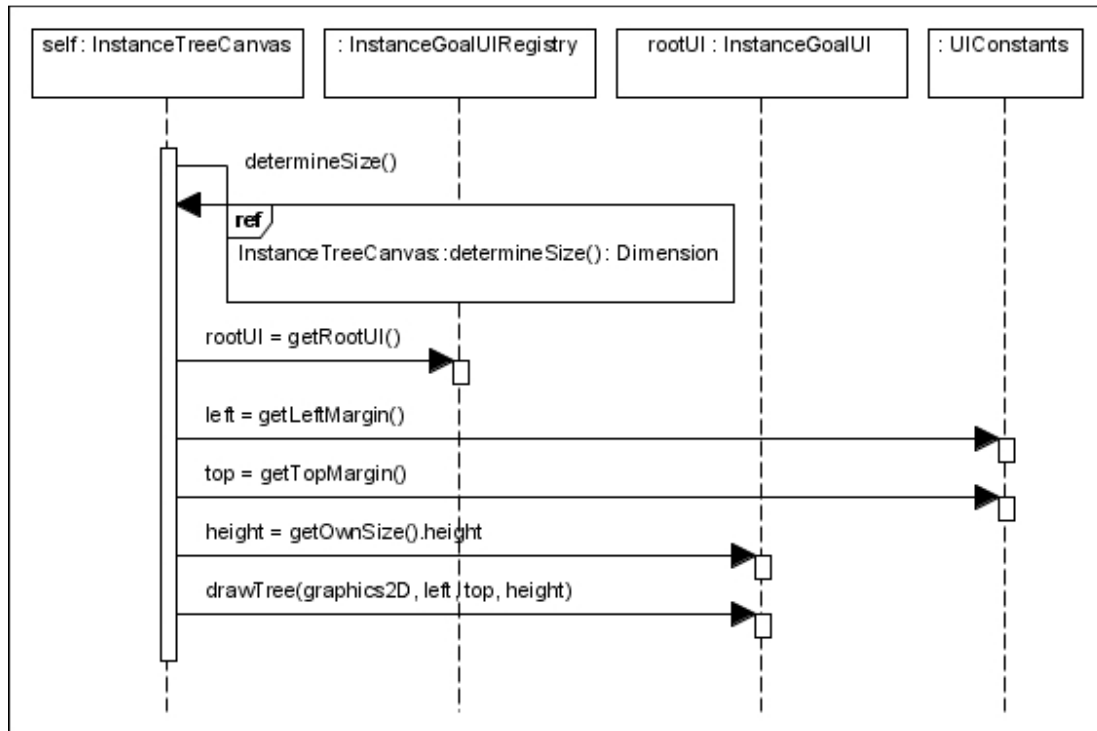 self : InstanceTreeCanvas
: InstanceGoalUIRegistry
rootUI : InstanceGoalUI
: UIConstants
determineSize()
ref
InstanceTreeCanvas::determineSize() : Dimension
rootUI = getRootUI()
left = getLeftMargin()
top = getTopMargin()
height = getOwnSize().height
drawTree(graphics2D, left, top, height)